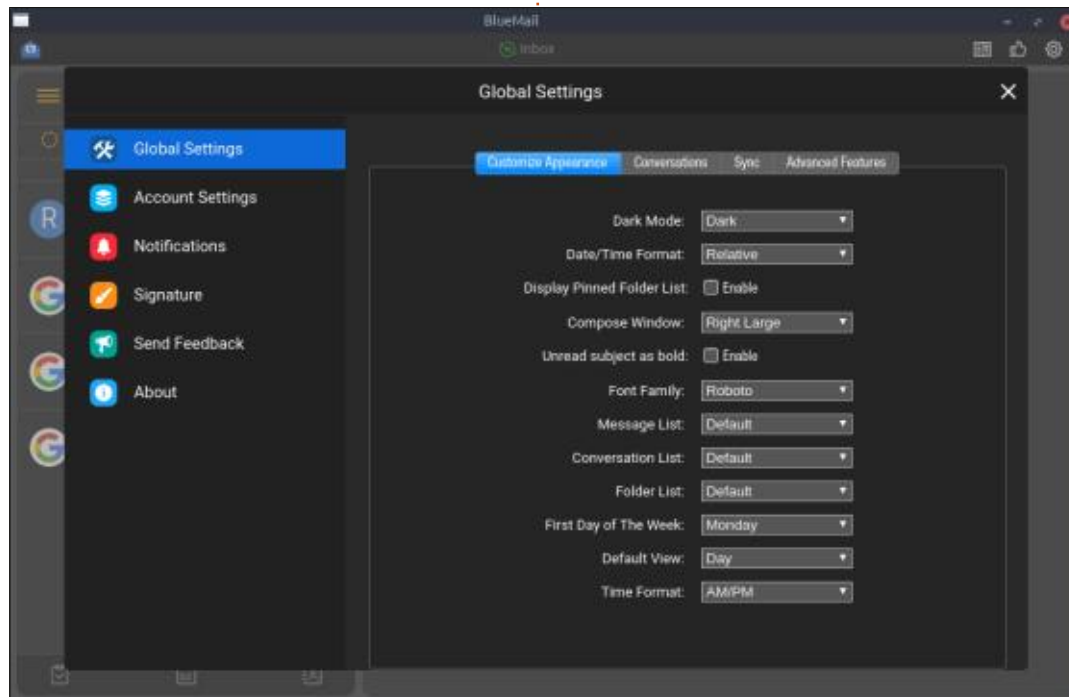 BlueMail
Inbox
Global Settings
Global Settings
Account Settings
Notifications
Signature
Send Feedback
About
Customize Appearance Conversations Sync Advanced Features
Dark Mode: Dark
Date/Time Format: Relative
Display Pinned Folder List: Enable
Compose Window: Right Large
Unread subject as bold: Enable
Font Family: Roboto
Message List: Default
Conversation List: Default
Folder List: Default
First Day of The Week: Monday
Default View: Day
Time Format: AM/PM
R